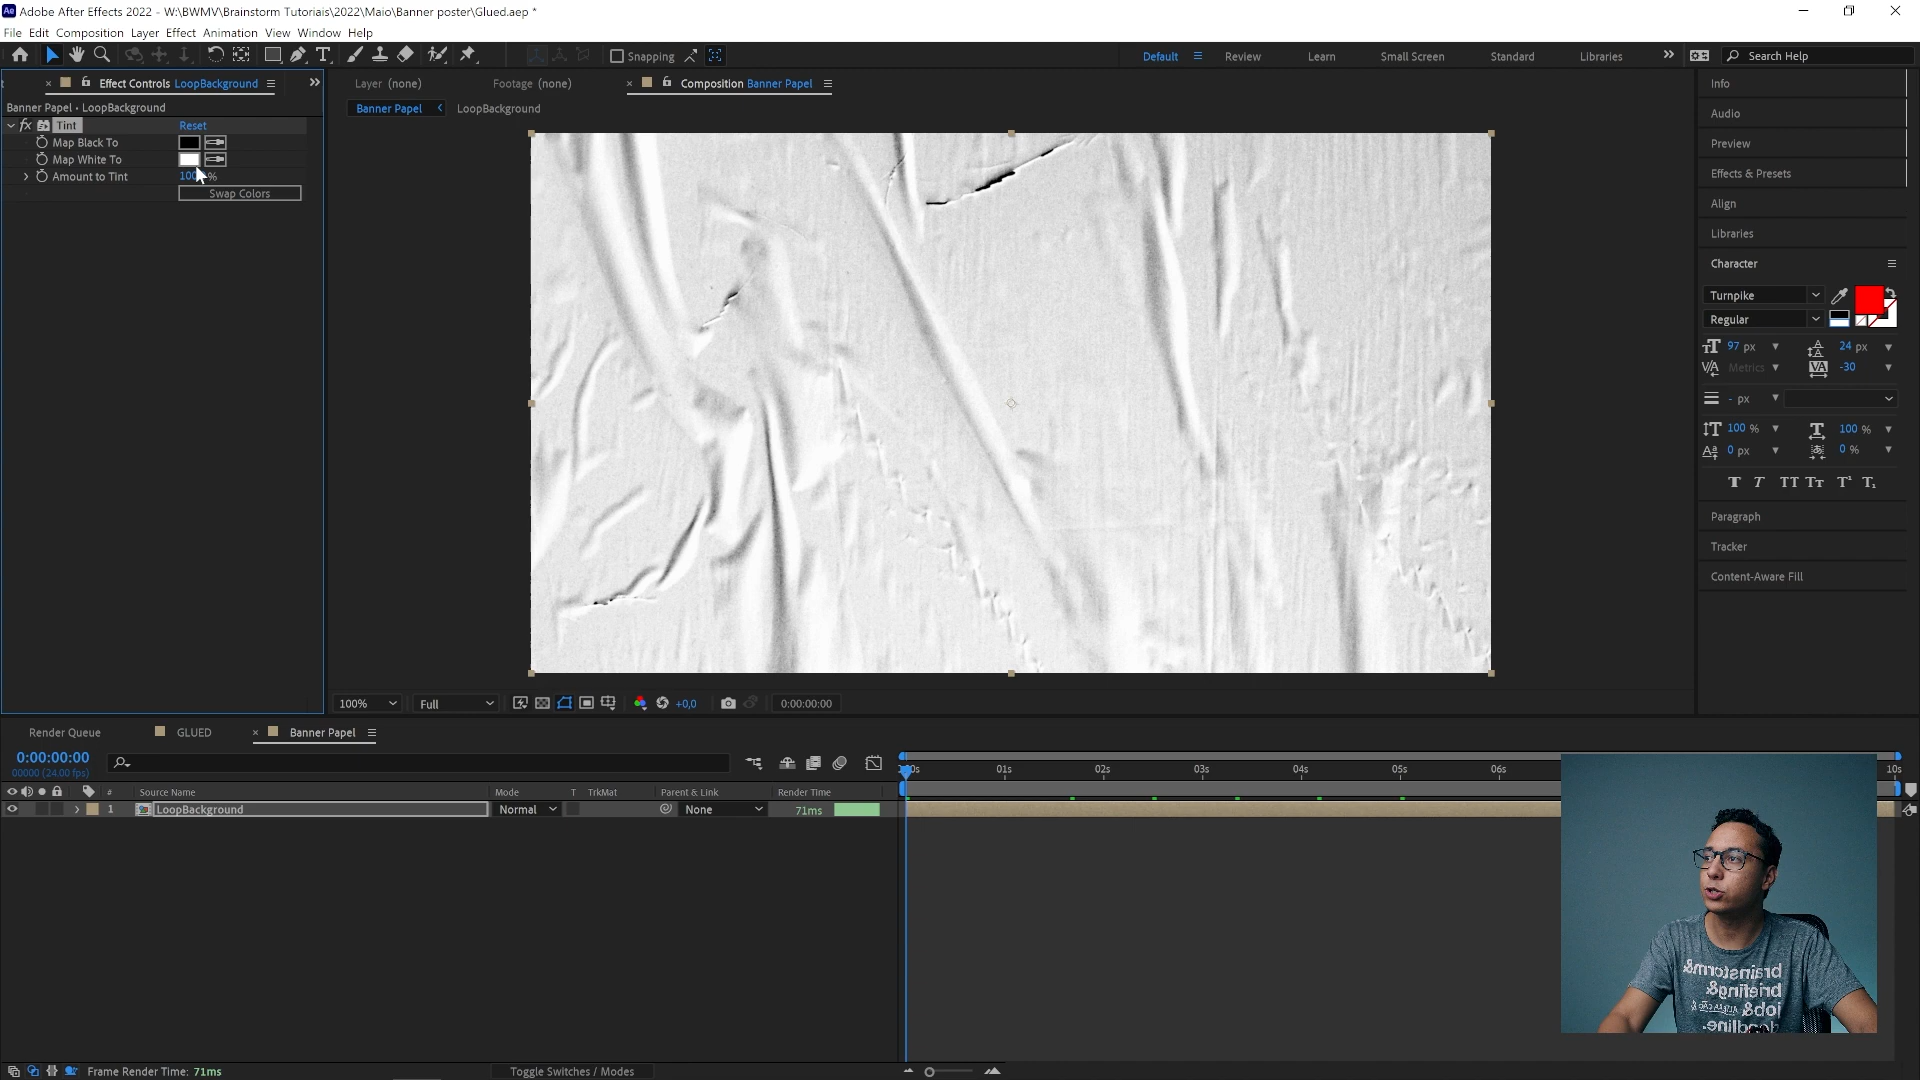 Adobe After Effects 2022 - W:\BWMV\Brainstorm Tutoriais\2022\Maio\Banner poster\Glued.aep *
File Edit Composition Layer Effect Animation View Window Help
Snapping
Default Review Learn Small Screen Standard Libraries Search Help
Effect Controls LoopBackground
Layer (none) Footage (none) Composition Banner Papel
Banner Papel • LoopBackground
Banner Papel LoopBackground
fx Tint Reset
Map Black To
Map White To
Amount to Tint 100 %
Swap Colors
Info
Audio
Preview
Effects & Presets
Align
Libraries
Character
Turnpike
Regular
97 px 24 px
Metrics -30
- px
100 % 100 %
0 px 0 %
Paragraph
Tracker
Content-Aware Fill
100% Full +0,0 0:00:00:00
Render Queue GLUED Banner Papel
0:00:00:00
00000 (24.00 fps)
01s 02s 03s 04s 05s 06s 10s
# Source Name Mode T TrkMat Parent & Link Render Time
1 LoopBackground Normal None 71ms
brainstorm&
briefing&
job&
deadline
Frame Render Time: 71ms Toggle Switches / Modes